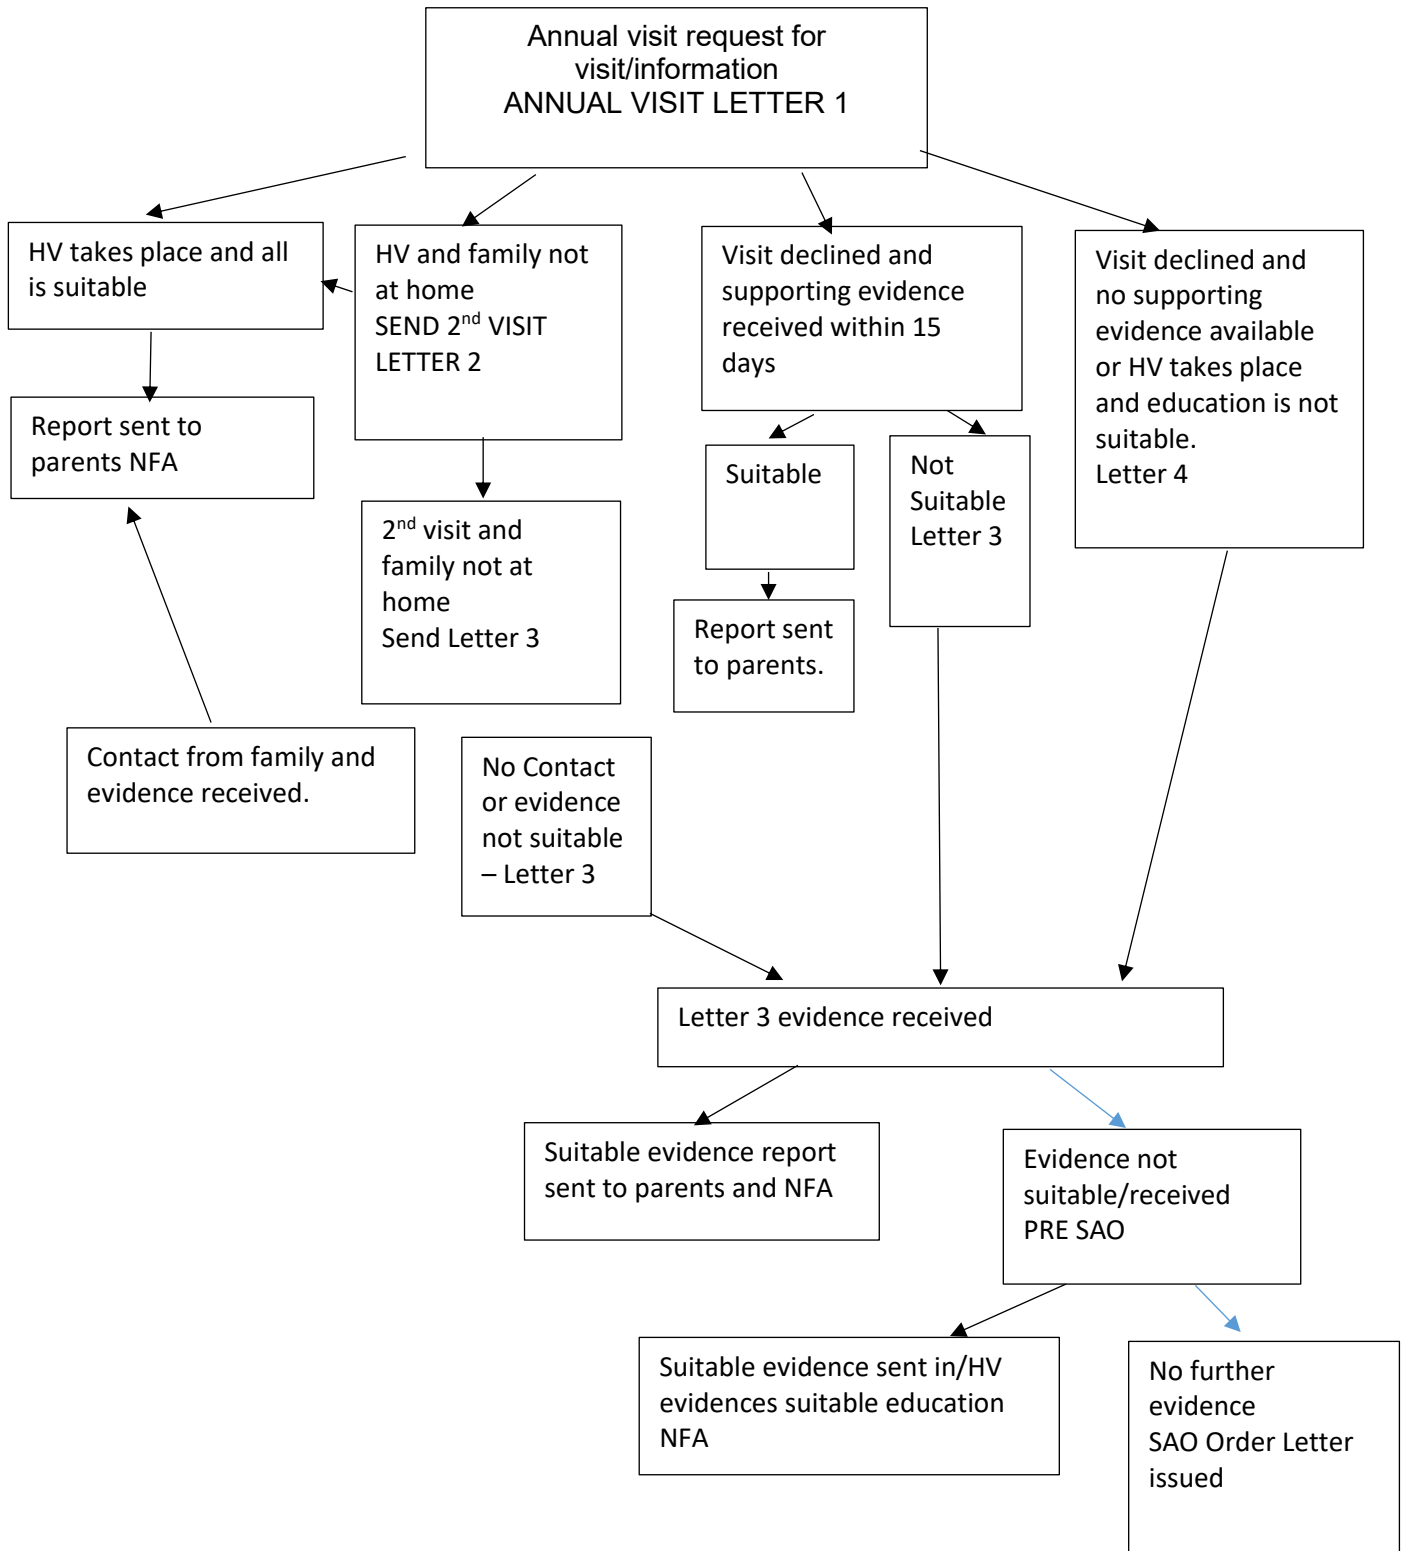 Annual visit request for
visit/information
ANNUAL VISIT LETTER 1
HV takes place and all
is suitable
HV and family not
at home
SEND 2nd VISIT
LETTER 2
Visit declined and
supporting evidence
received within 15
days
Visit declined and
no supporting
evidence available
or HV takes place
and education is not
suitable.
Letter 4
Report sent to
parents NFA
Suitable
Not
Suitable
Letter 3
2nd visit and
family not at
home
Send Letter 3
Report sent
to parents.
Contact from family and
evidence received.
No Contact
or evidence
not suitable
– Letter 3
Letter 3 evidence received
Suitable evidence report
sent to parents and NFA
Evidence not
suitable/received
PRE SAO
Suitable evidence sent in/HV
evidences suitable education
NFA
No further
evidence
SAO Order Letter
issued